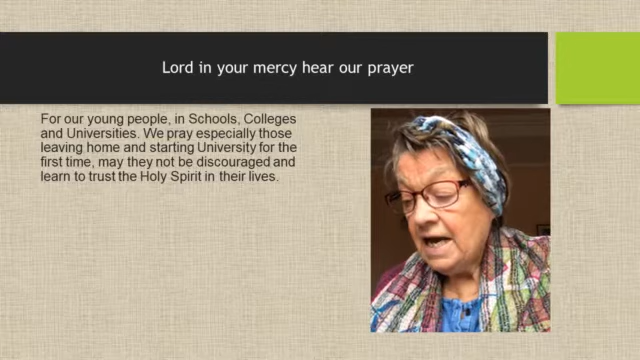 Lord in your mercy hear our prayer
For our young people, in Schools, Colleges
and Universities. We pray especially those
leaving home and starting University for the
first time, may they not be discouraged and
learn to trust the Holy Spirit in their lives.